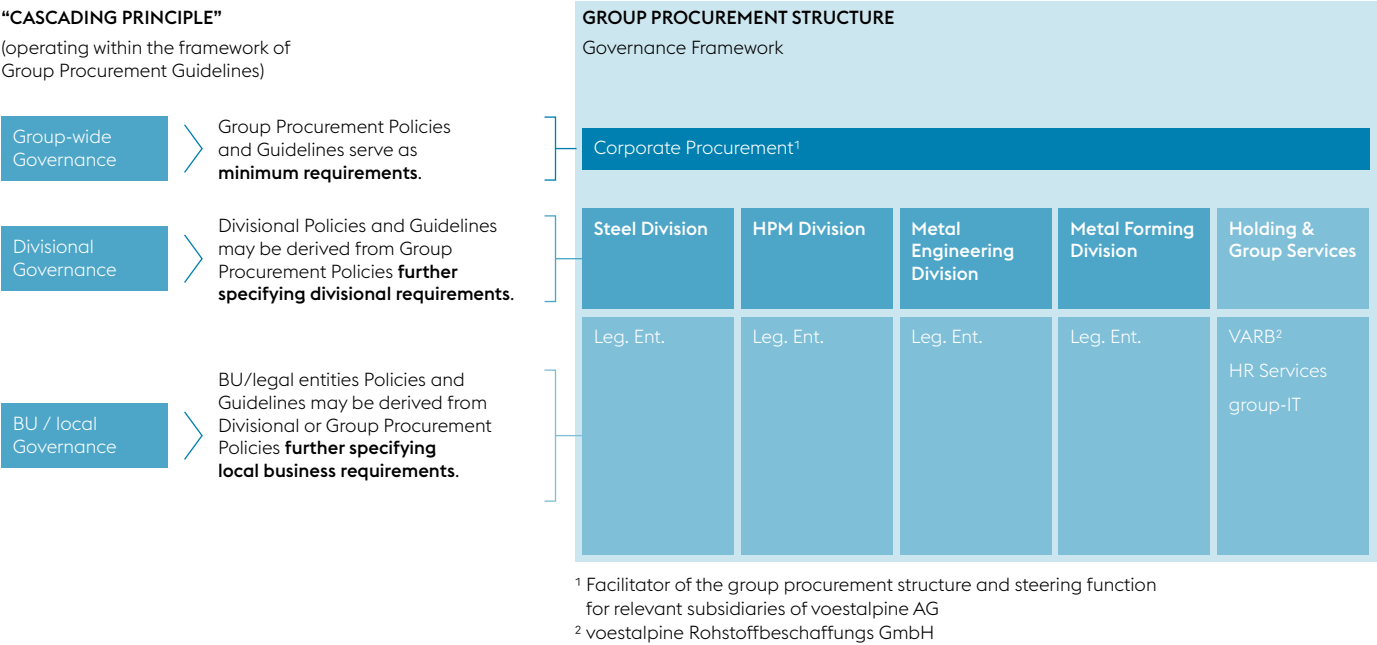 “CASCADING PRINCIPLE”
(operating within the framework of
Group Procurement Guidelines)
Group-wide
Governance
Group Procurement Policies
and Guidelines serve as
minimum requirements.
Divisional
Governance
Divisional Policies and Guidelines
may be derived from Group
Procurement Policies further
specifying divisional requirements.
BU / local
Governance
BU/legal entities Policies and
Guidelines may be derived from
Divisional or Group Procurement
Policies further specifying
local business requirements.
GROUP PROCUREMENT STRUCTURE
Governance Framework
Corporate Procurement¹
Steel Division
HPM Division
Metal
Engineering
Division
Metal Forming
Division
Holding &
Group Services
Leg. Ent.
Leg. Ent.
Leg. Ent.
Leg. Ent.
VARB²
HR Services
group-IT
¹ Facilitator of the group procurement structure and steering function
for relevant subsidiaries of voestalpine AG
² voestalpine Rohstoffbeschaffungs GmbH